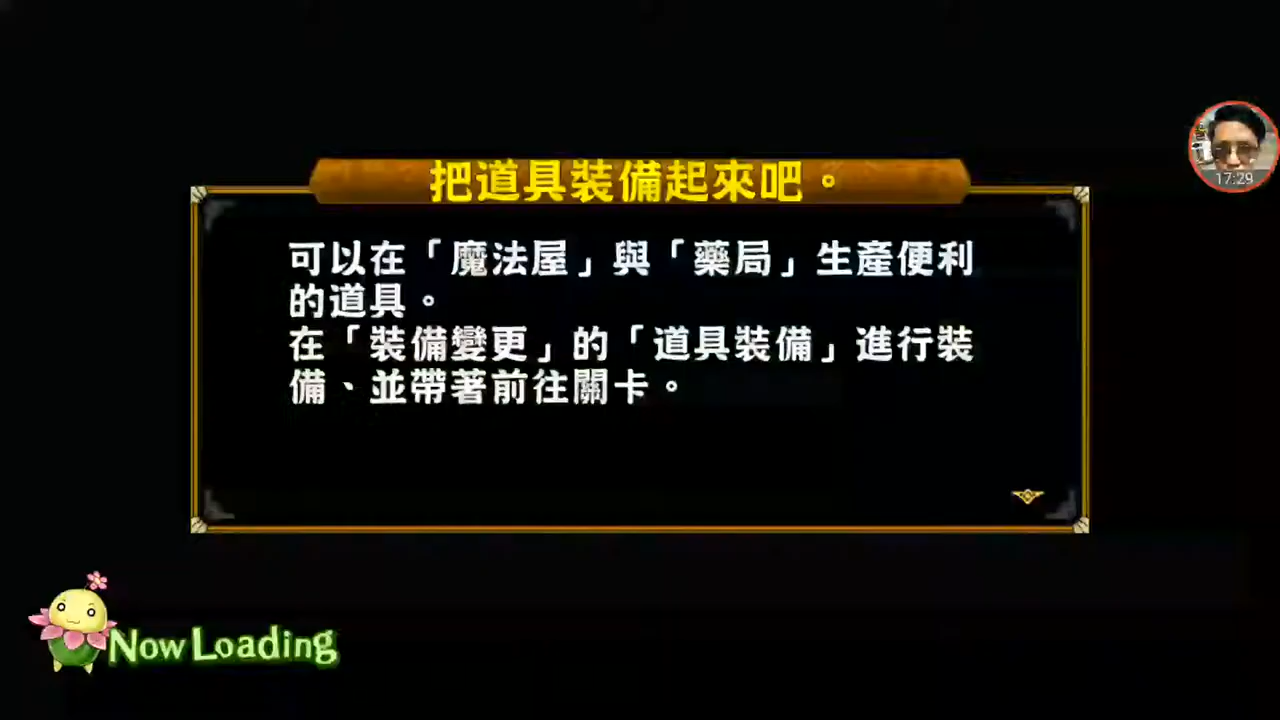 把道具裝備起來吧。
17:29
可以在「魔法屋」與「藥局」生產便利
的道具。
在「裝備變更」的「道具裝備」進行裝
備、並帶著前往關卡。
Now Loading